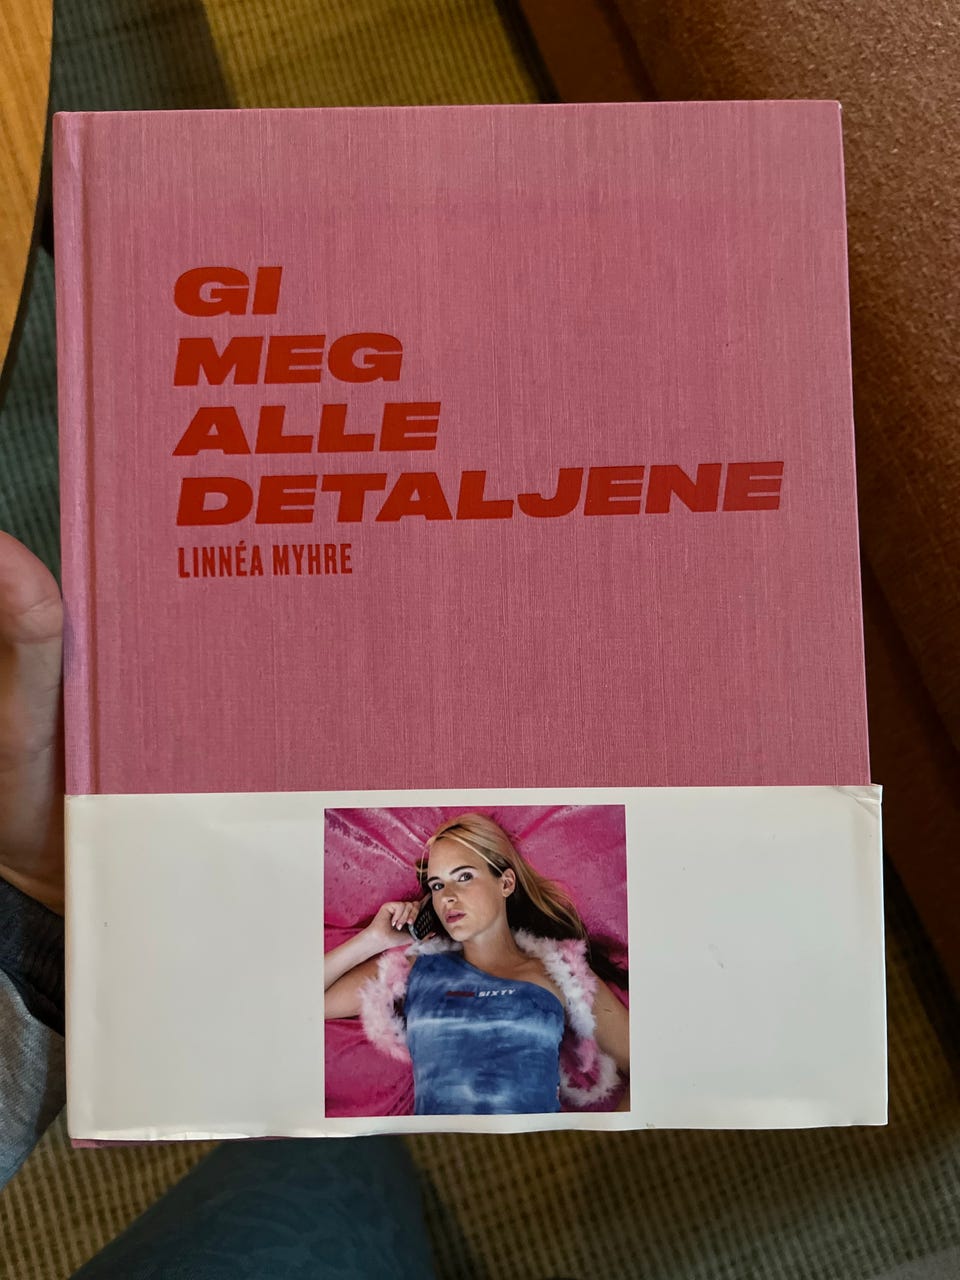 GI
MEG
ALLE
DETALJENE
LINNÉA MYHRE
SIXTY